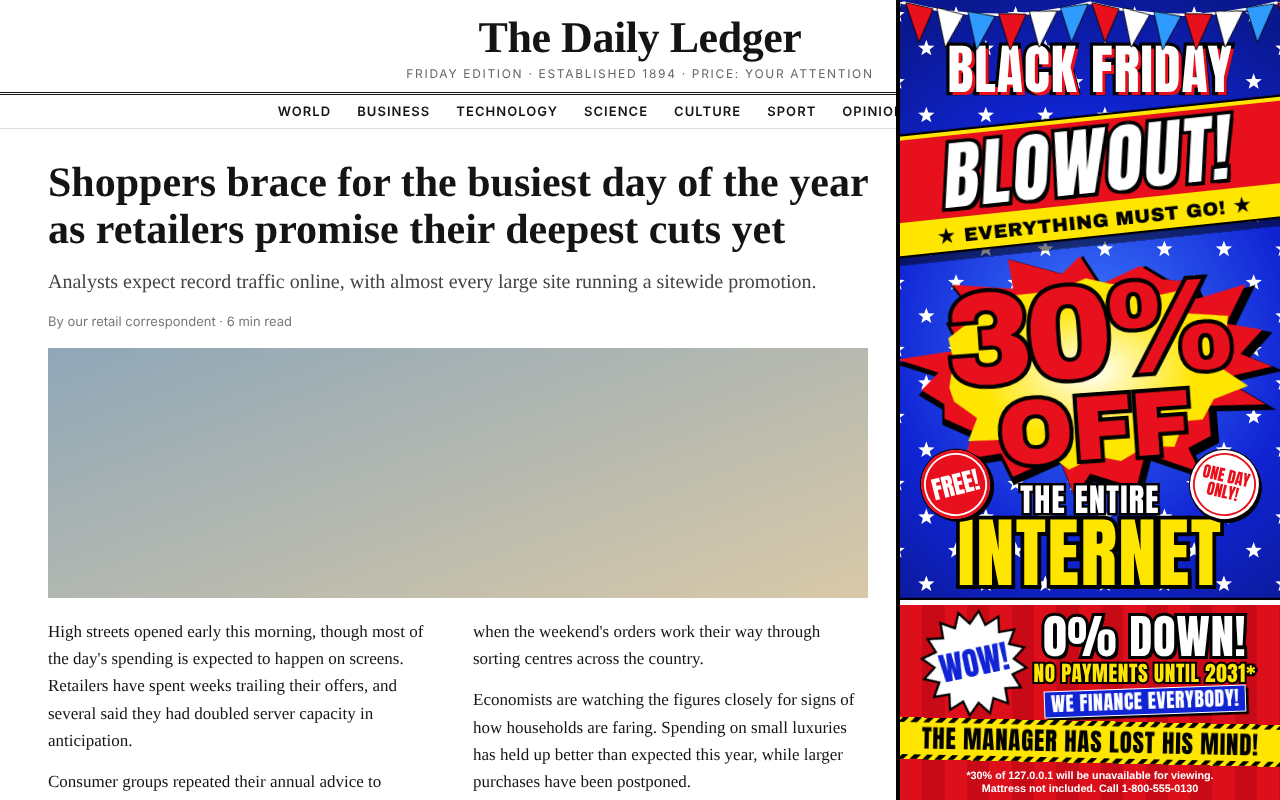 The Daily Ledger
FRIDAY EDITION · ESTABLISHED 1894 · PRICE: YOUR ATTENTION
WORLD BUSINESS TECHNOLOGY SCIENCE CULTURE SPORT
Shoppers brace for the busiest day of the year
as retailers promise their deepest cuts yet
Analysts expect record traffic online, with almost every large site running a sitewide promotion.
By our retail correspondent · 6 min read
High streets opened early this morning, though most of
the day's spending is expected to happen on screens.
Retailers have spent weeks trailing their offers, and
several said they had doubled server capacity in
anticipation.
Consumer groups repeated their annual advice to
when the weekend's orders work their way through
sorting centres across the country.
Economists are watching the figures closely for signs of
how households are faring. Spending on small luxuries
has held up better than expected this year, while larger
purchases have been postponed.
BLACK FRIDAY
BLOWOUT!
★ EVERYTHING MUST GO! ★
30%
OFF
FREE!
ONE DAY
ONLY!
THE ENTIRE
INTERNET
WOW!
0% DOWN!
NO PAYMENTS UNTIL 2031*
WE FINANCE EVERYBODY!
THE MANAGER HAS LOST HIS MIND!
*30% of 127.0.0.1 will be unavailable for viewing.
Mattress not included. Call 1-800-555-0130